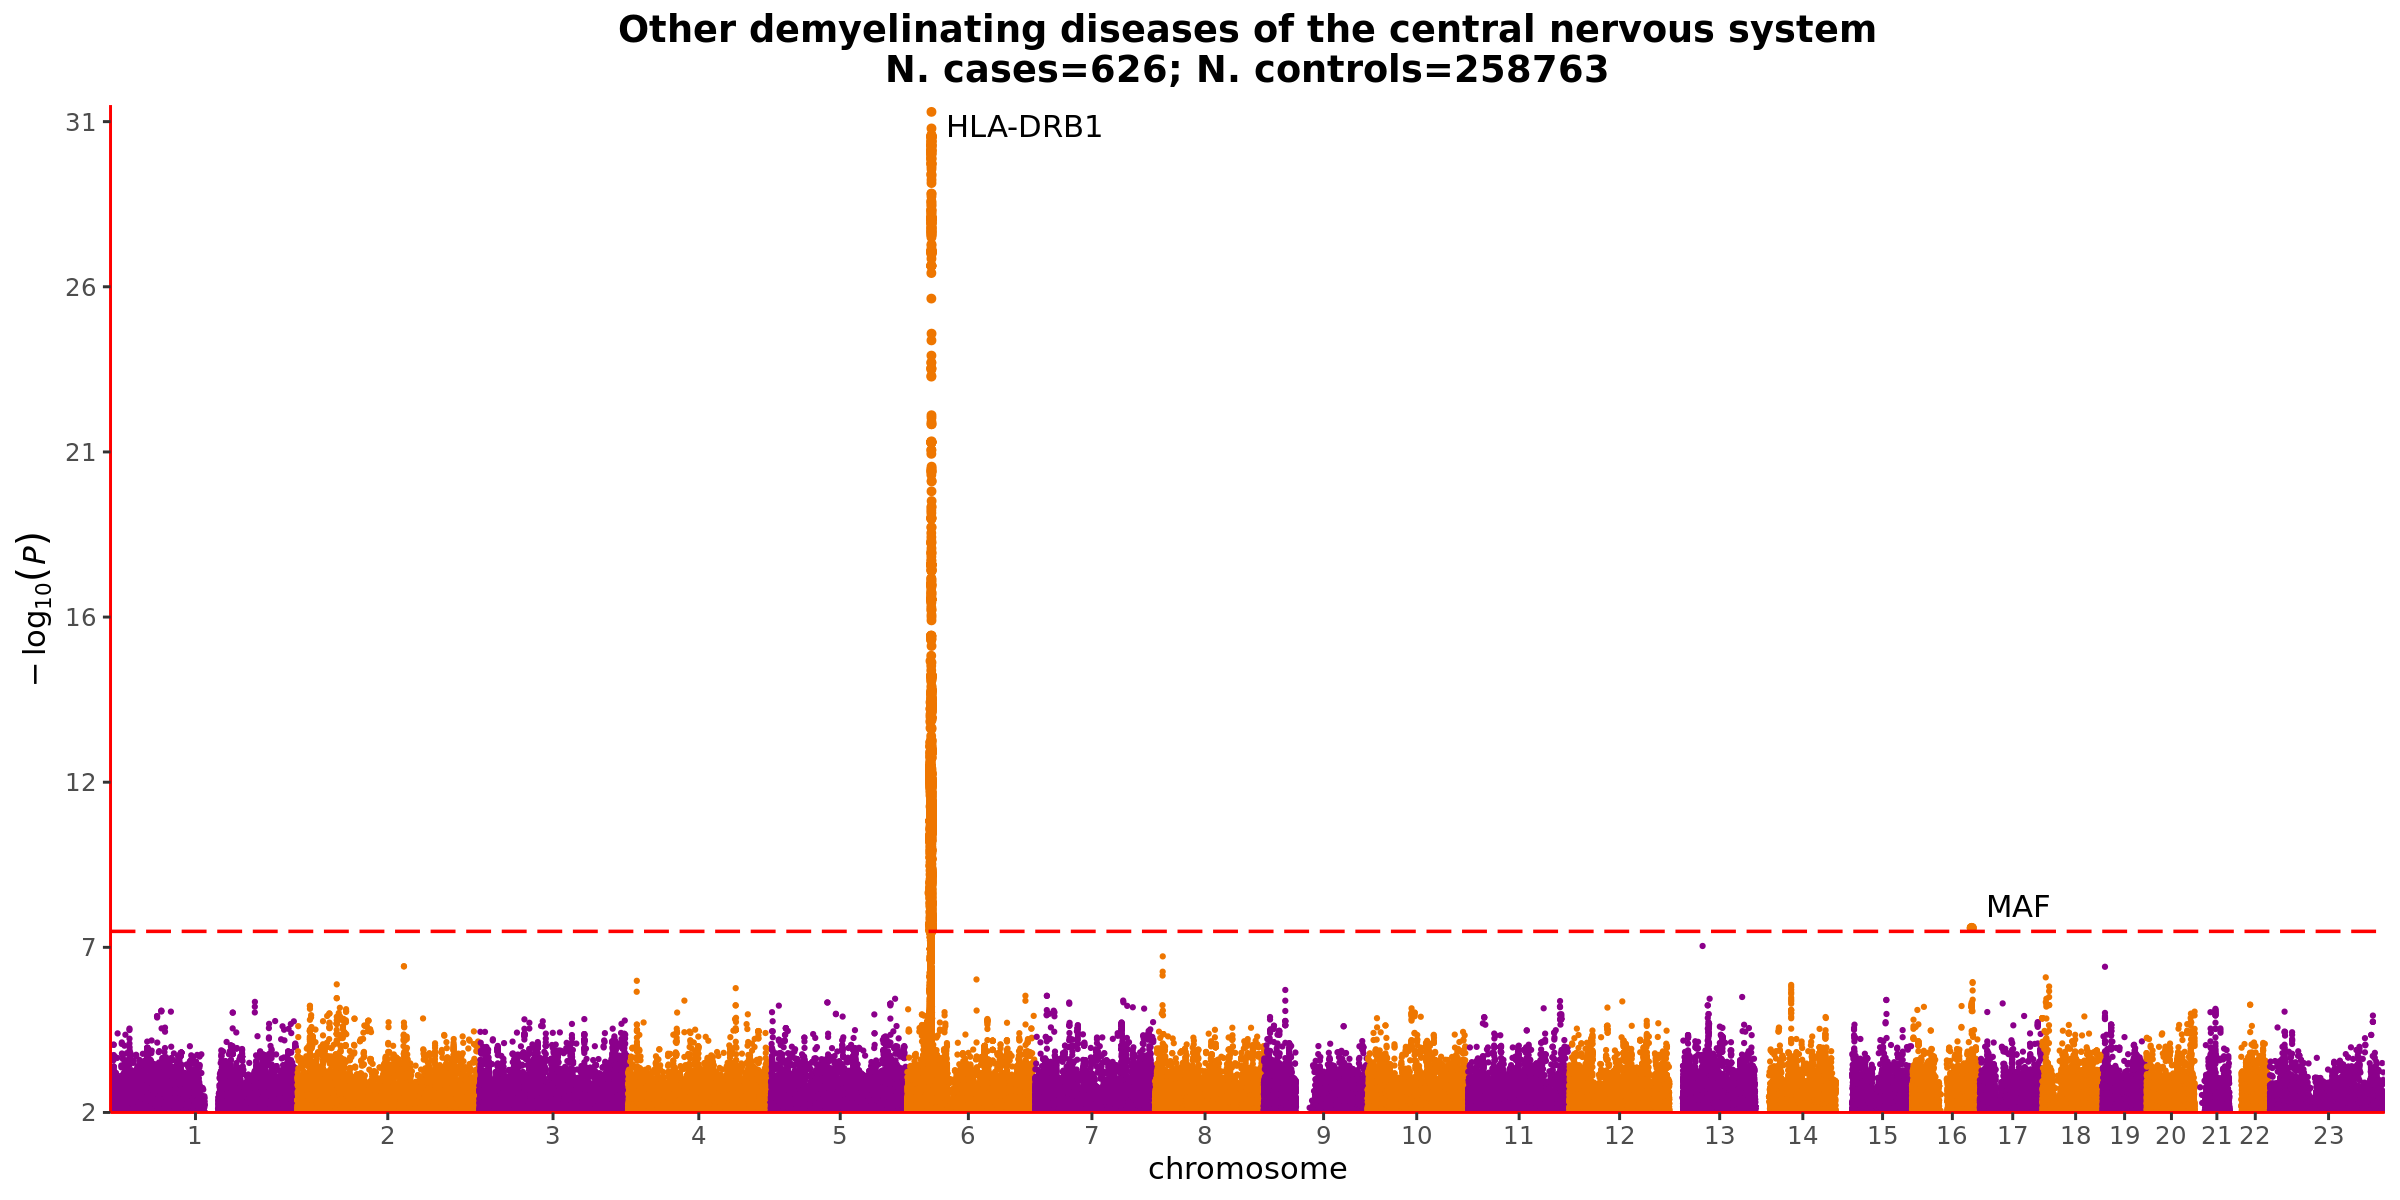 Other demyelinating diseases of the central nervous system
N. cases=626; N. controls=258763
31
HLA-DRB1
26
21
16
12
MAF
7
2
−log10(P)
1 2 3 4 5 6 7 8 9 10 11 12 13 14 15 16 17 18 19 20 21 22 23
chromosome